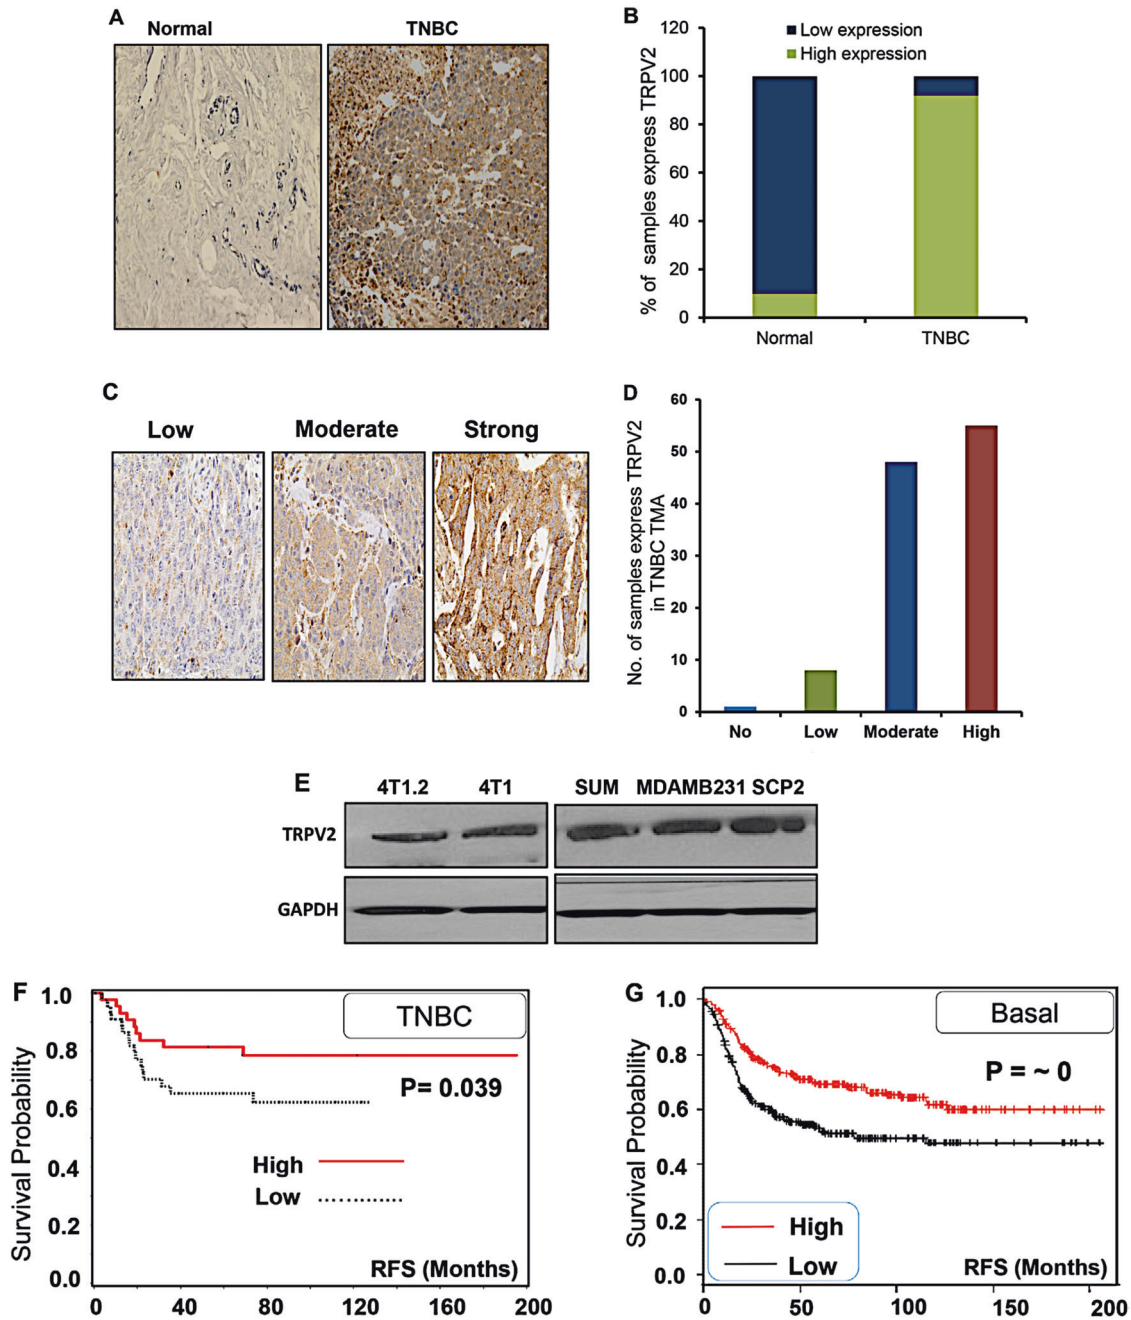 A
Normal
TNBC
B
Low expression
High expression
% of samples express TRPV2
120
100
80
60
40
20
0
Normal
TNBC
C
Low
Moderate
Strong
D
No. of samples express TRPV2
in TNBC TMA
60
50
40
30
20
10
0
No
Low
Moderate
High
E
4T1.2
4T1
SUM
MDAMB231
SCP2
TRPV2
GAPDH
F
Survival Probability
1.0
0.8
0.6
0.4
0.2
0.0
TNBC
P= 0.039
High
Low
RFS (Months)
0
40
80
120
160
200
G
Survival Probability
1.0
0.8
0.6
0.4
0.2
0.0
Basal
P = ~ 0
High
Low
RFS (Months)
0
50
100
150
200